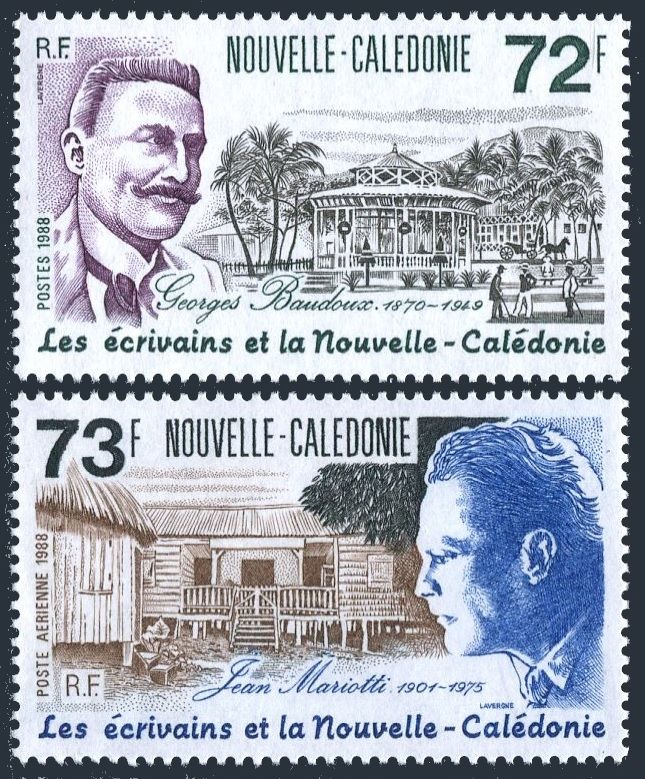 R.F. NOUVELLE-CALEDONIE 72F
LAVERGNE
POSTES 1988
Georges Baudoux. 1870-1949
Les écrivains et la Nouvelle-Calédonie
73F NOUVELLE-CALEDONIE
POSTE AÉRIENNE 1988
R.F.
Jean Mariotti. 1901-1975
LAVERGNE
Les écrivains et la Nouvelle-Calédonie